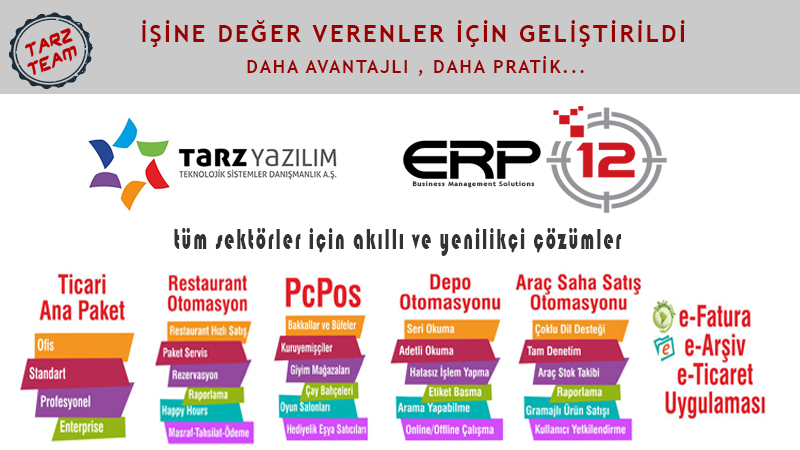 TARZ
TEAM
İŞİNE DEĞER VERENLER İÇİN GELİŞTİRİLDİ
DAHA AVANTAJLI , DAHA PRATİK...
TARZ YAZILIM
TEKNOLOJİK SİSTEMLER DANIŞMANLIK A.Ş.
ERP 12
Business Management Solutions
tüm sektörler için akıllı ve yenilikçi çözümler
Ticari
Ana Paket
Ofis
Standart
Profesyonel
Enterprise
Restaurant
Otomasyon
Restaurant Hızlı Satış
Paket Servis
Rezervasyon
Raporlama
Happy Hours
Masraf-Tahsilat-Ödeme
PcPos
Bakkallar ve Büfeler
Kuruyemişçiler
Giyim Mağazaları
Çay Bahçeleri
Oyun Salonları
Hediyelik Eşya Satıcıları
Depo
Otomasyonu
Seri Okuma
Adetli Okuma
Hatasız İşlem Yapma
Etiket Basma
Arama Yapabilme
Online/Offline Çalışma
Araç Saha Satış
Otomasyonu
Çoklu Dil Desteği
Tam Denetim
Araç Stok Takibi
Raporlama
Gramajlı Ürün Satışı
Kullanıcı Yetkilendirme
e-Fatura
e-Arşiv
e-Ticaret
Uygulaması